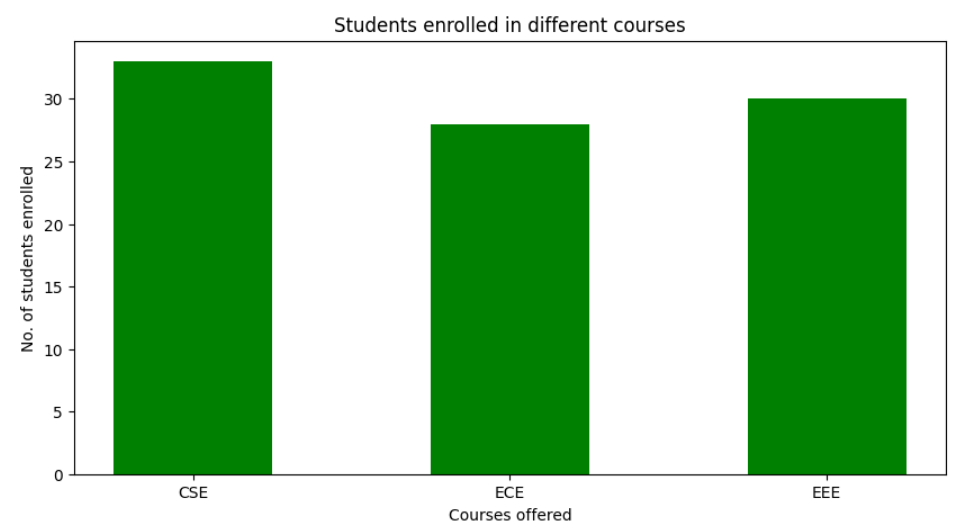 Students enrolled in different courses
No. of students enrolled
30
25
20
15
10
5
0
CSE
ECE
EEE
Courses offered